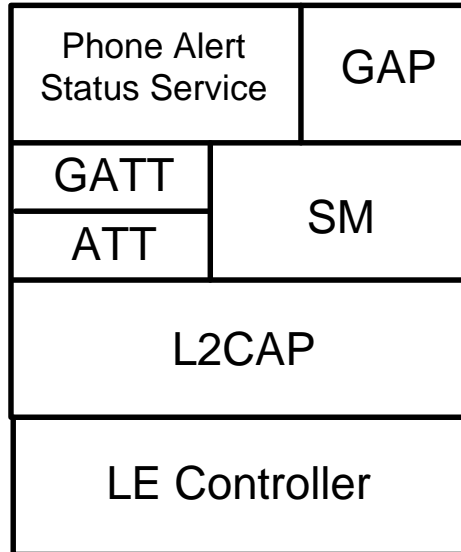 Phone Alert
Status Service
GAP
GATT
SM
ATT
L2CAP
LE Controller